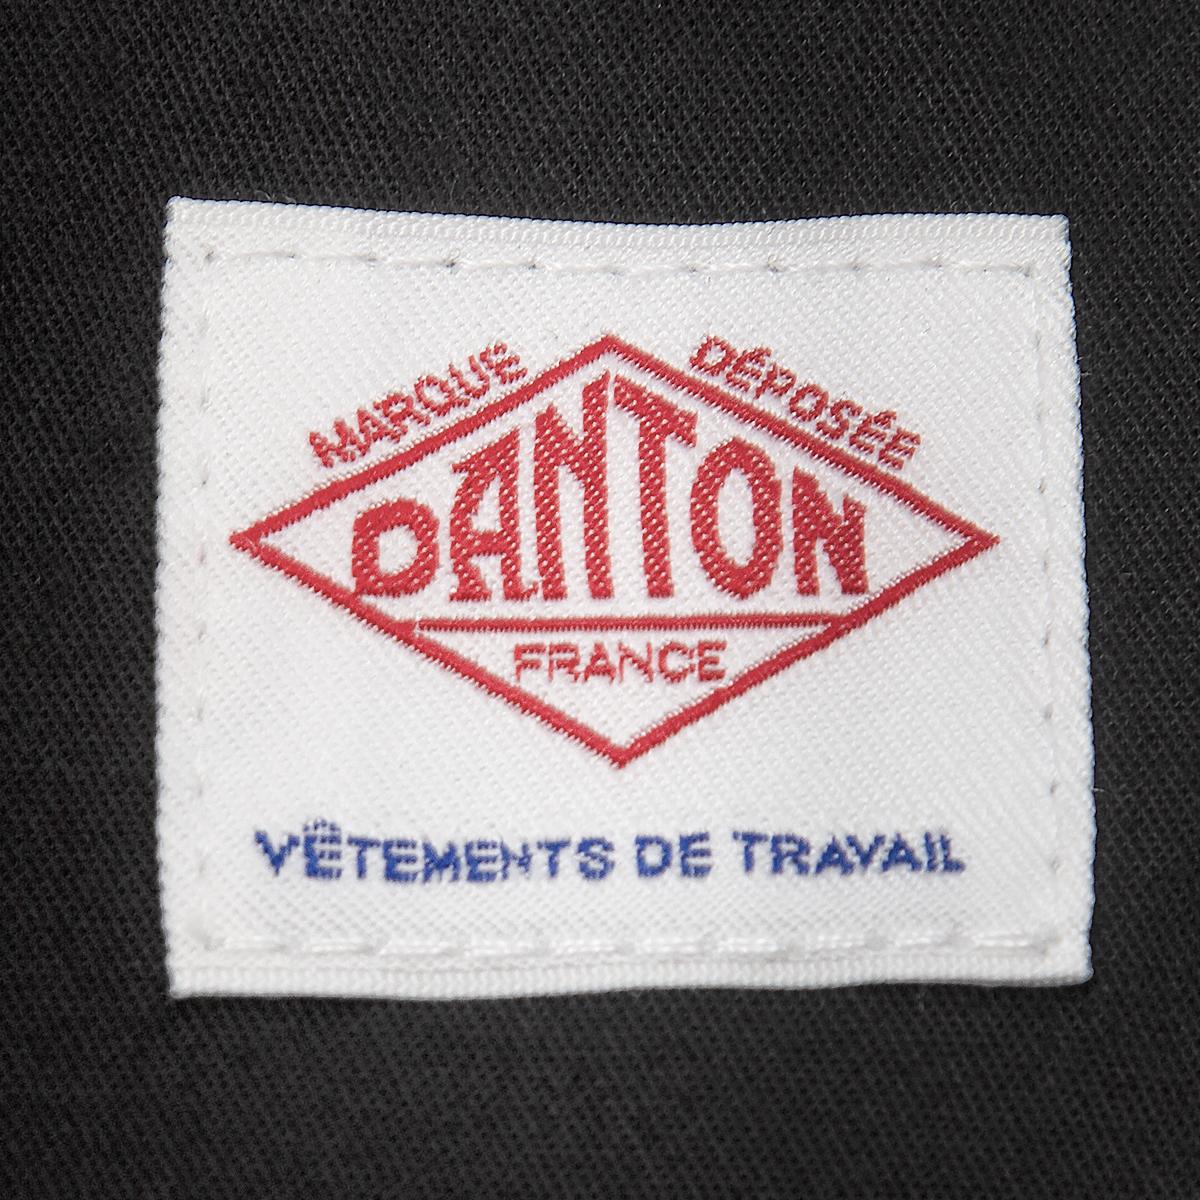 MARQUE DÉPOSÉE
DANTON
FRANCE
VÊTEMENTS DE TRAVAIL